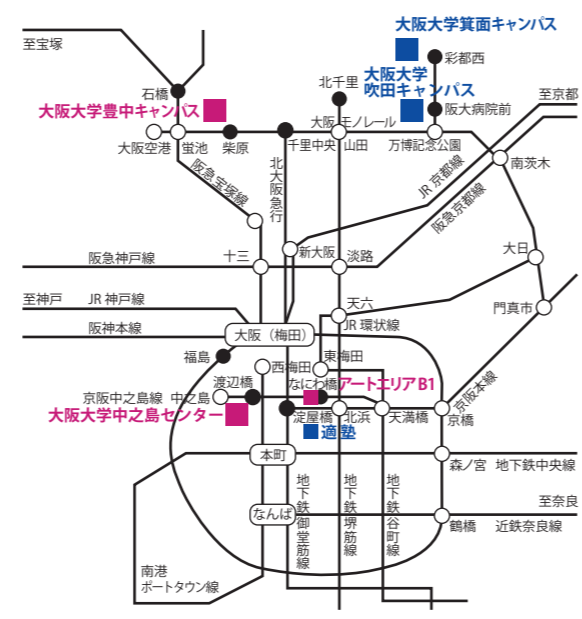 大阪大学箕面キャンパス
至宝塚
彩都西
大阪大学
吹田キャンパス
石橋
北千里
至京都
大阪大学豊中キャンパス
阪大病院前
大阪 モノレール
大阪空港
蛍池
柴原
千里中央
山田
万博記念公園
南茨木
阪急宝塚線
北大阪急行
JR 京都線
阪急京都線
大日
阪急神戸線
十三
新大阪
淡路
至神戸
JR 神戸線
天六
門真市
JR 環状線
阪神本線
大阪（梅田）
福島
西梅田
東梅田
渡辺橋
なにわ橋
アートエリアB1
京阪本線
京阪中之島線
中之島
大阪大学中之島センター
淀屋橋
北浜
天満橋
京橋
適塾
本町
森ノ宮
地下鉄中央線
地下鉄御堂筋線
地下鉄堺筋線
地下鉄谷町線
至奈良
なんば
鶴橋
近鉄奈良線
南港
ポートタウン線